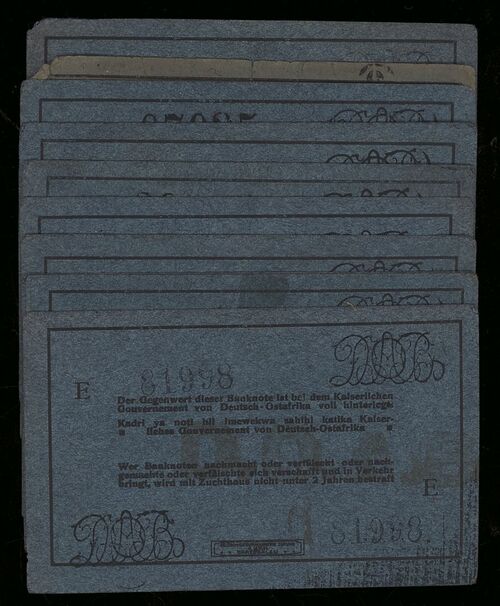 DOAB.
E
81998
Der Gegenwert dieser Banknote ist bei dem Kaiserlichen
Gouvernement von Deutsch-Ostafrika voll hinterlegt
Kadri ya noti hii imewekwa sahihi katika Kaiser-
liches Gouvernement von Deutsch-Ostafrika
Wer Banknoten nachmacht oder verfälscht oder nach-
gemachte oder verfälschte sich verschafft und in Verkehr
bringt, wird mit Zuchthaus nicht unter 2 Jahren bestraft
E
81998.
DOAB.